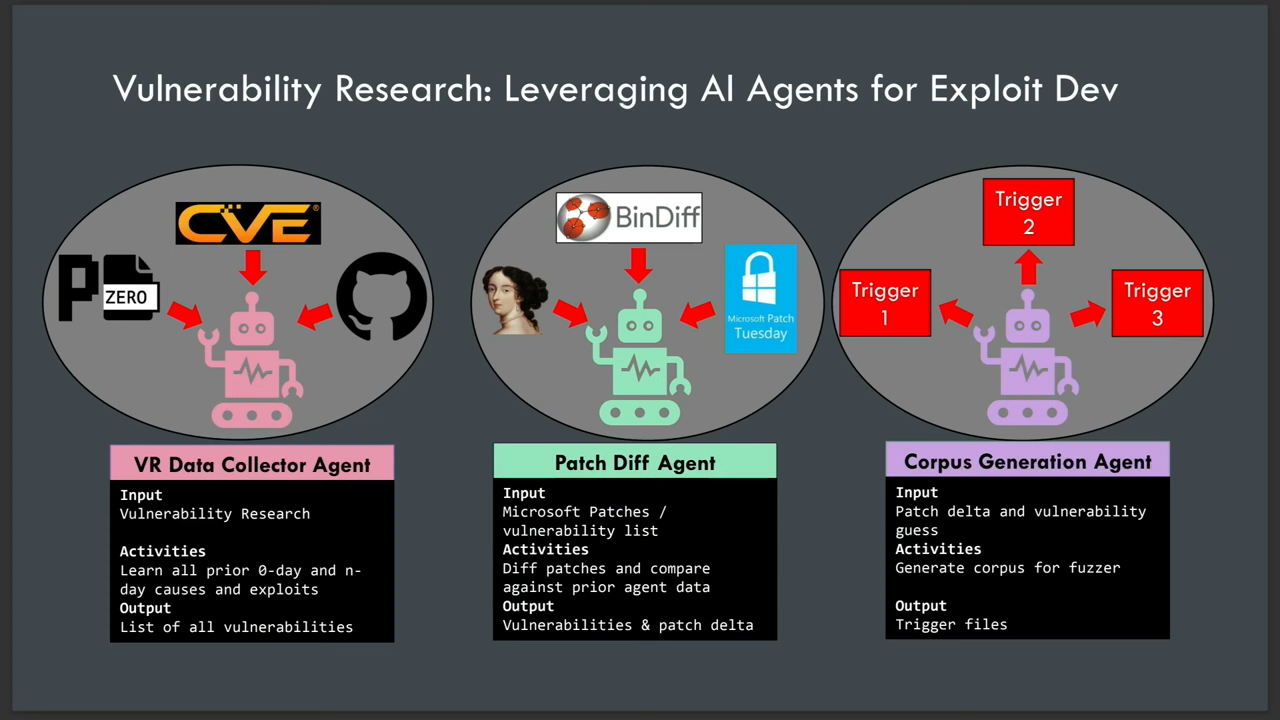 Vulnerability Research: Leveraging AI Agents for Exploit Dev
CVE®
P
ZERO
VR Data Collector Agent
Input
Vulnerability Research
Activities
Learn all prior 0-day and n-
day causes and exploits
Output
List of all vulnerabilities
BinDiff
Microsoft Patch
Tuesday
Patch Diff Agent
Input
Microsoft Patches /
vulnerability list
Activities
Diff patches and compare
against prior agent data
Output
Vulnerabilities & patch delta
Trigger
2
Trigger
1
Trigger
3
Corpus Generation Agent
Input
Patch delta and vulnerability
guess
Activities
Generate corpus for fuzzer
Output
Trigger files